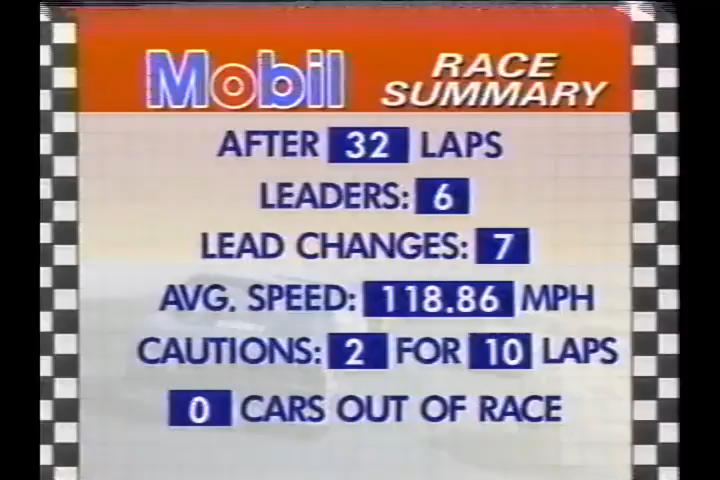 Mobil RACE SUMMARY
AFTER 32 LAPS
LEADERS: 6
LEAD CHANGES: 7
AVG. SPEED: 118.86 MPH
CAUTIONS: 2 FOR 10 LAPS
0 CARS OUT OF RACE